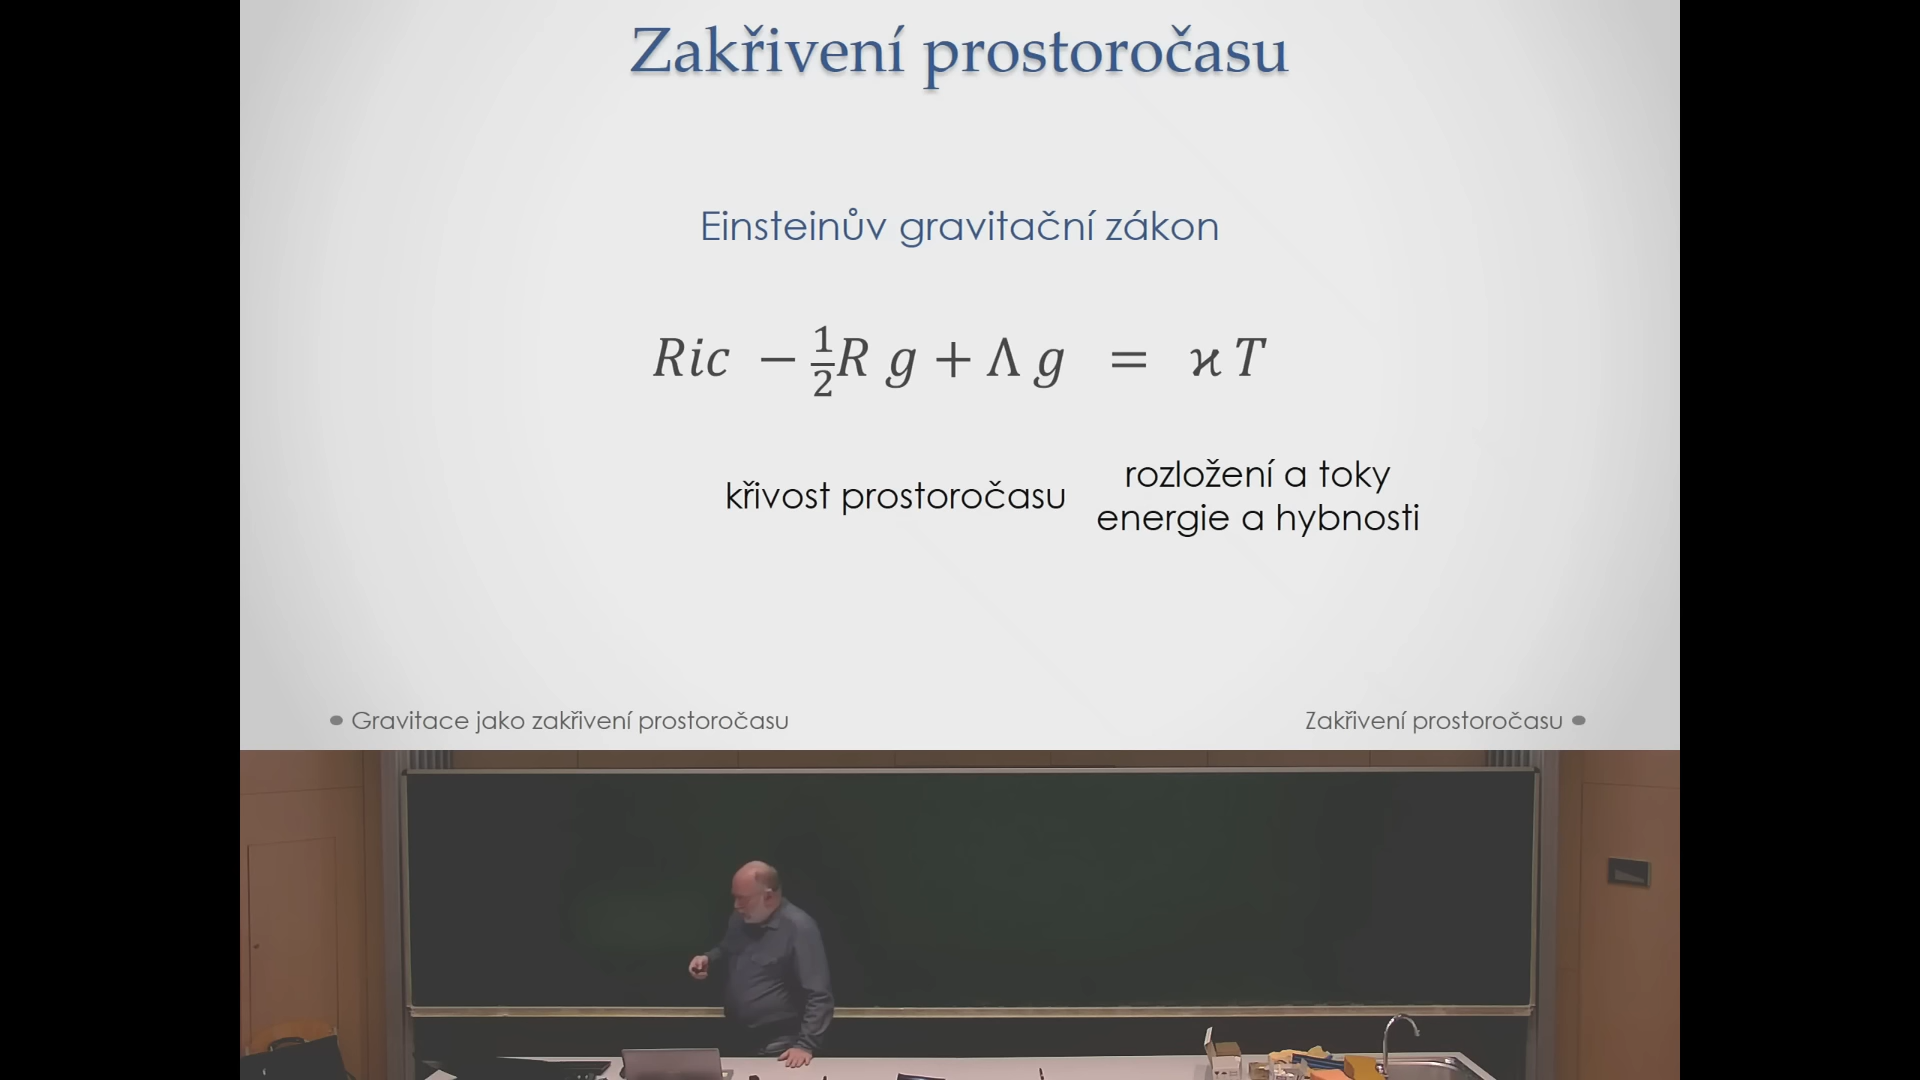 Zakřivení prostoročasu
Einsteinův gravitační zákon
Ric − ½R g + Λ g = ϰ T
křivost prostoročasu
rozložení a toky
energie a hybnosti
Gravitace jako zakřivení prostoročasu
Zakřivení prostoročasu